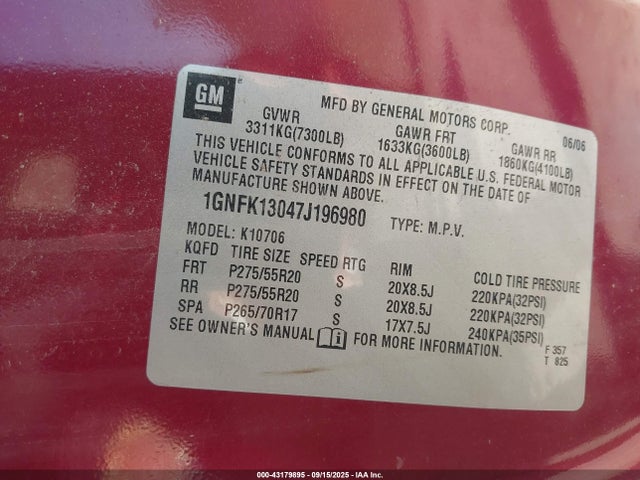 GM
MFD BY GENERAL MOTORS CORP.
06/06
GVWR GAWR FRT GAWR RR
3311KG(7300LB) 1633KG(3600LB) 1860KG(4100LB)
THIS VEHICLE CONFORMS TO ALL APPLICABLE U.S. FEDERAL MOTOR
VEHICLE SAFETY STANDARDS IN EFFECT ON THE DATE OF
MANUFACTURE SHOWN ABOVE.
1GNFK13047J196980 TYPE: M.P.V.
MODEL: K10706
KQFD TIRE SIZE SPEED RTG RIM COLD TIRE PRESSURE
FRT P275/55R20 S 20X8.5J 220KPA(32PSI)
RR P275/55R20 S 20X8.5J 220KPA(32PSI)
SPA P265/70R17 S 17X7.5J 240KPA(35PSI)
SEE OWNER'S MANUAL i FOR MORE INFORMATION.
F 357
T 825
000-43179895 - 09/15/2025 - IAA Inc.